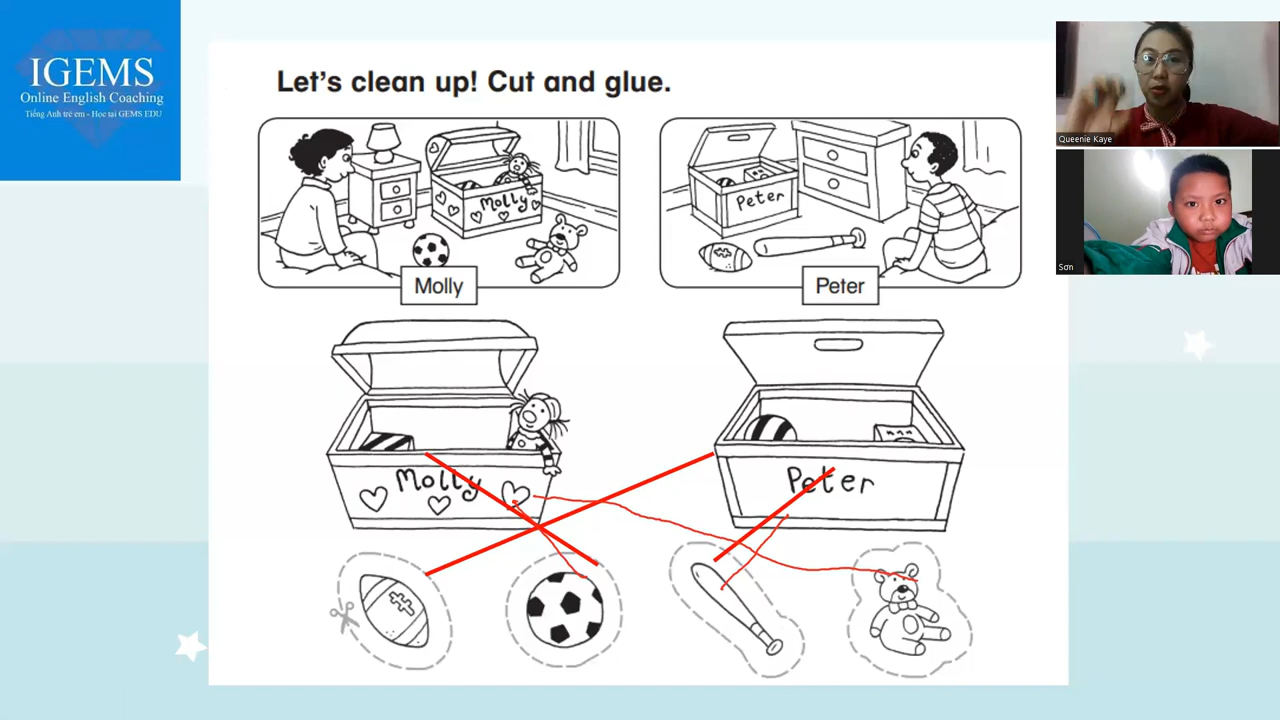 IGEMS
Online English Coaching
Tiếng Anh trẻ em - Học tại GEMS EDU
Let's clean up! Cut and glue.
Molly
Peter
Molly
Peter
Molly
Peter
Queenie Kaye
Sơn